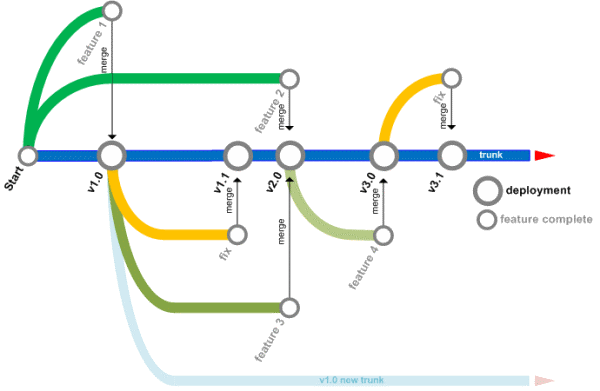 feature 1
merge
feature 2
merge
fix
merge
trunk
Start
v1.0
v1.1
v2.0
v3.0
v3.1
deployment
feature complete
merge
fix
merge
feature 3
merge
feature 4
v1.0 new trunk